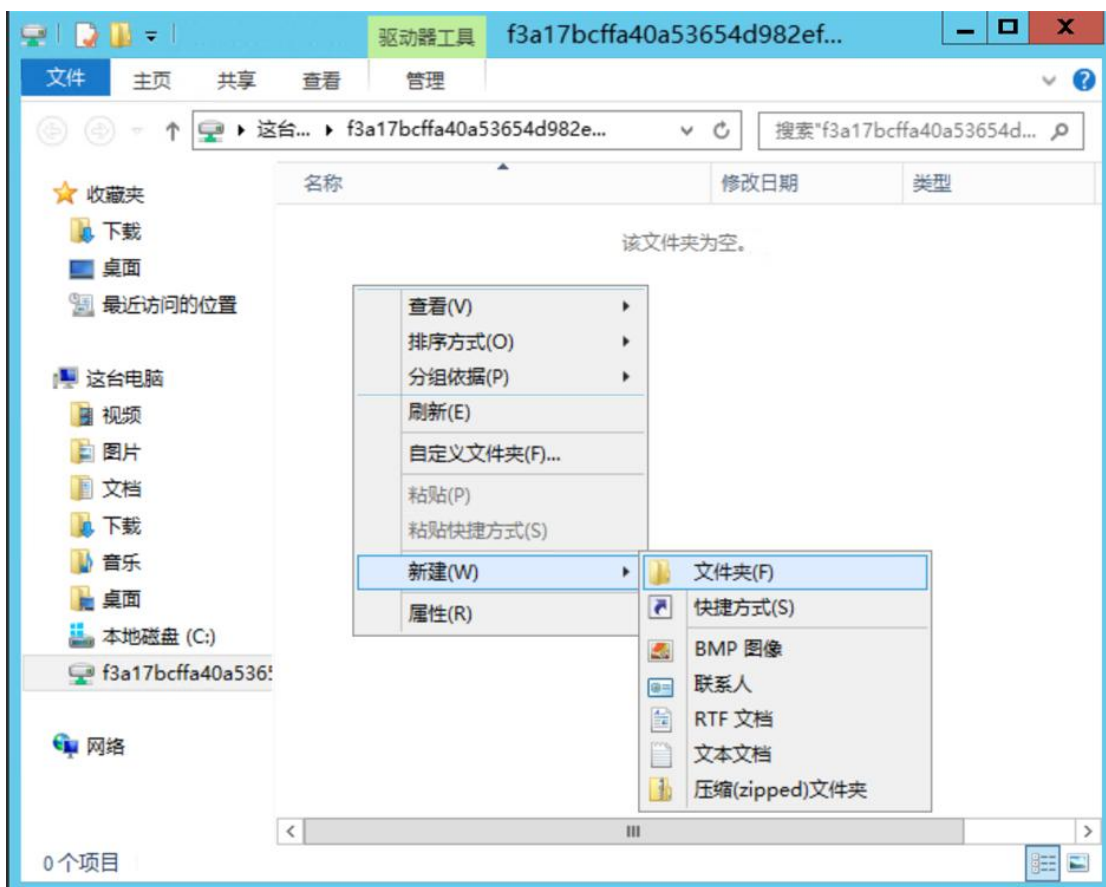 驱动器工具 f3a17bcffa40a53654d982ef...
文件 主页 共享 查看 管理
这台... f3a17bcffa40a53654d982e... 搜索"f3a17bcffa40a53654d...
名称 修改日期 类型
收藏夹
下载
桌面
最近访问的位置
这台电脑
视频
图片
文档
下载
音乐
桌面
本地磁盘 (C:)
f3a17bcffa40a536
网络
该文件夹为空。
查看(V)
排序方式(O)
分组依据(P)
刷新(E)
自定义文件夹(F)...
粘贴(P)
粘贴快捷方式(S)
新建(W)
属性(R)
文件夹(F)
快捷方式(S)
BMP 图像
联系人
RTF 文档
文本文档
压缩(zipped)文件夹
0 个项目